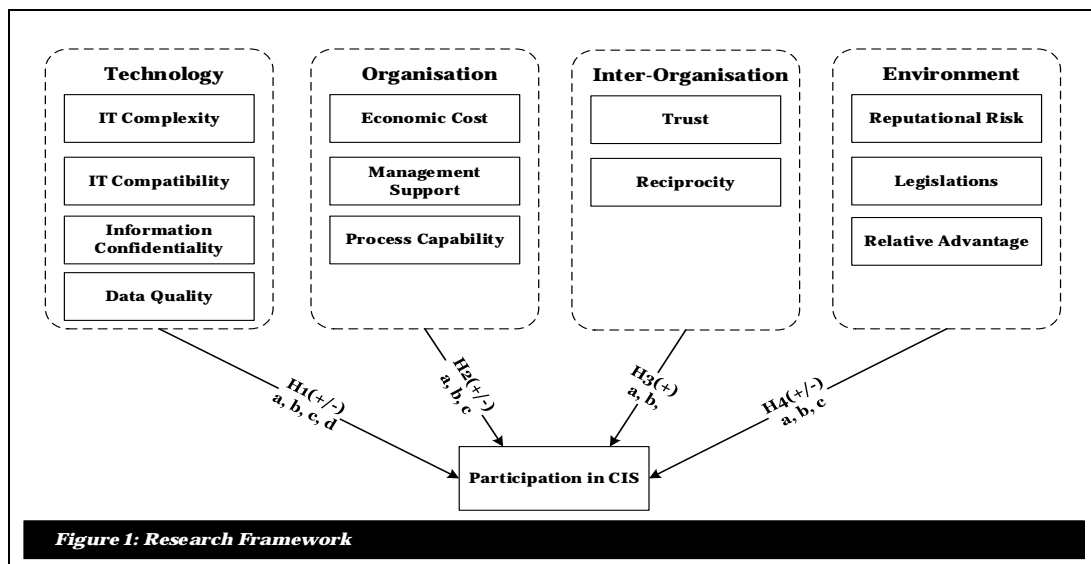 Technology
IT Complexity
IT Compatibility
Information
Confidentiality
Data Quality
Organisation
Economic Cost
Management
Support
Process Capability
Inter-Organisation
Trust
Reciprocity
Environment
Reputational Risk
Legislations
Relative Advantage
H1(+/-)
a, b, c, d
H2(+/-)
a, b, c
H3(+)
a, b,
H4(+/-)
a, b, c
Participation in CIS
Figure 1: Research Framework